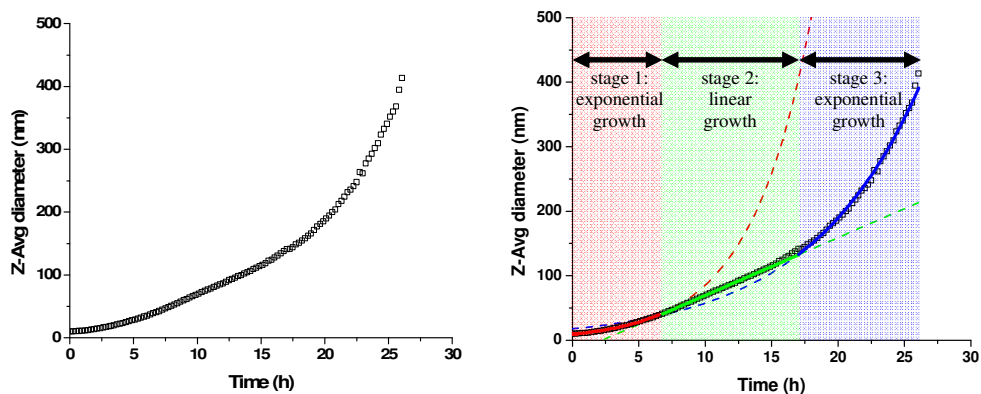 500
400
300
200
100
0
Z-Avg diameter (nm)
0 5 10 15 20 25 30
Time (h)
500
400
300
200
100
0
Z-Avg diameter (nm)
stage 1: stage 2: stage 3:
exponential linear exponential
growth growth growth
0 5 10 15 20 25 30
Time (h)